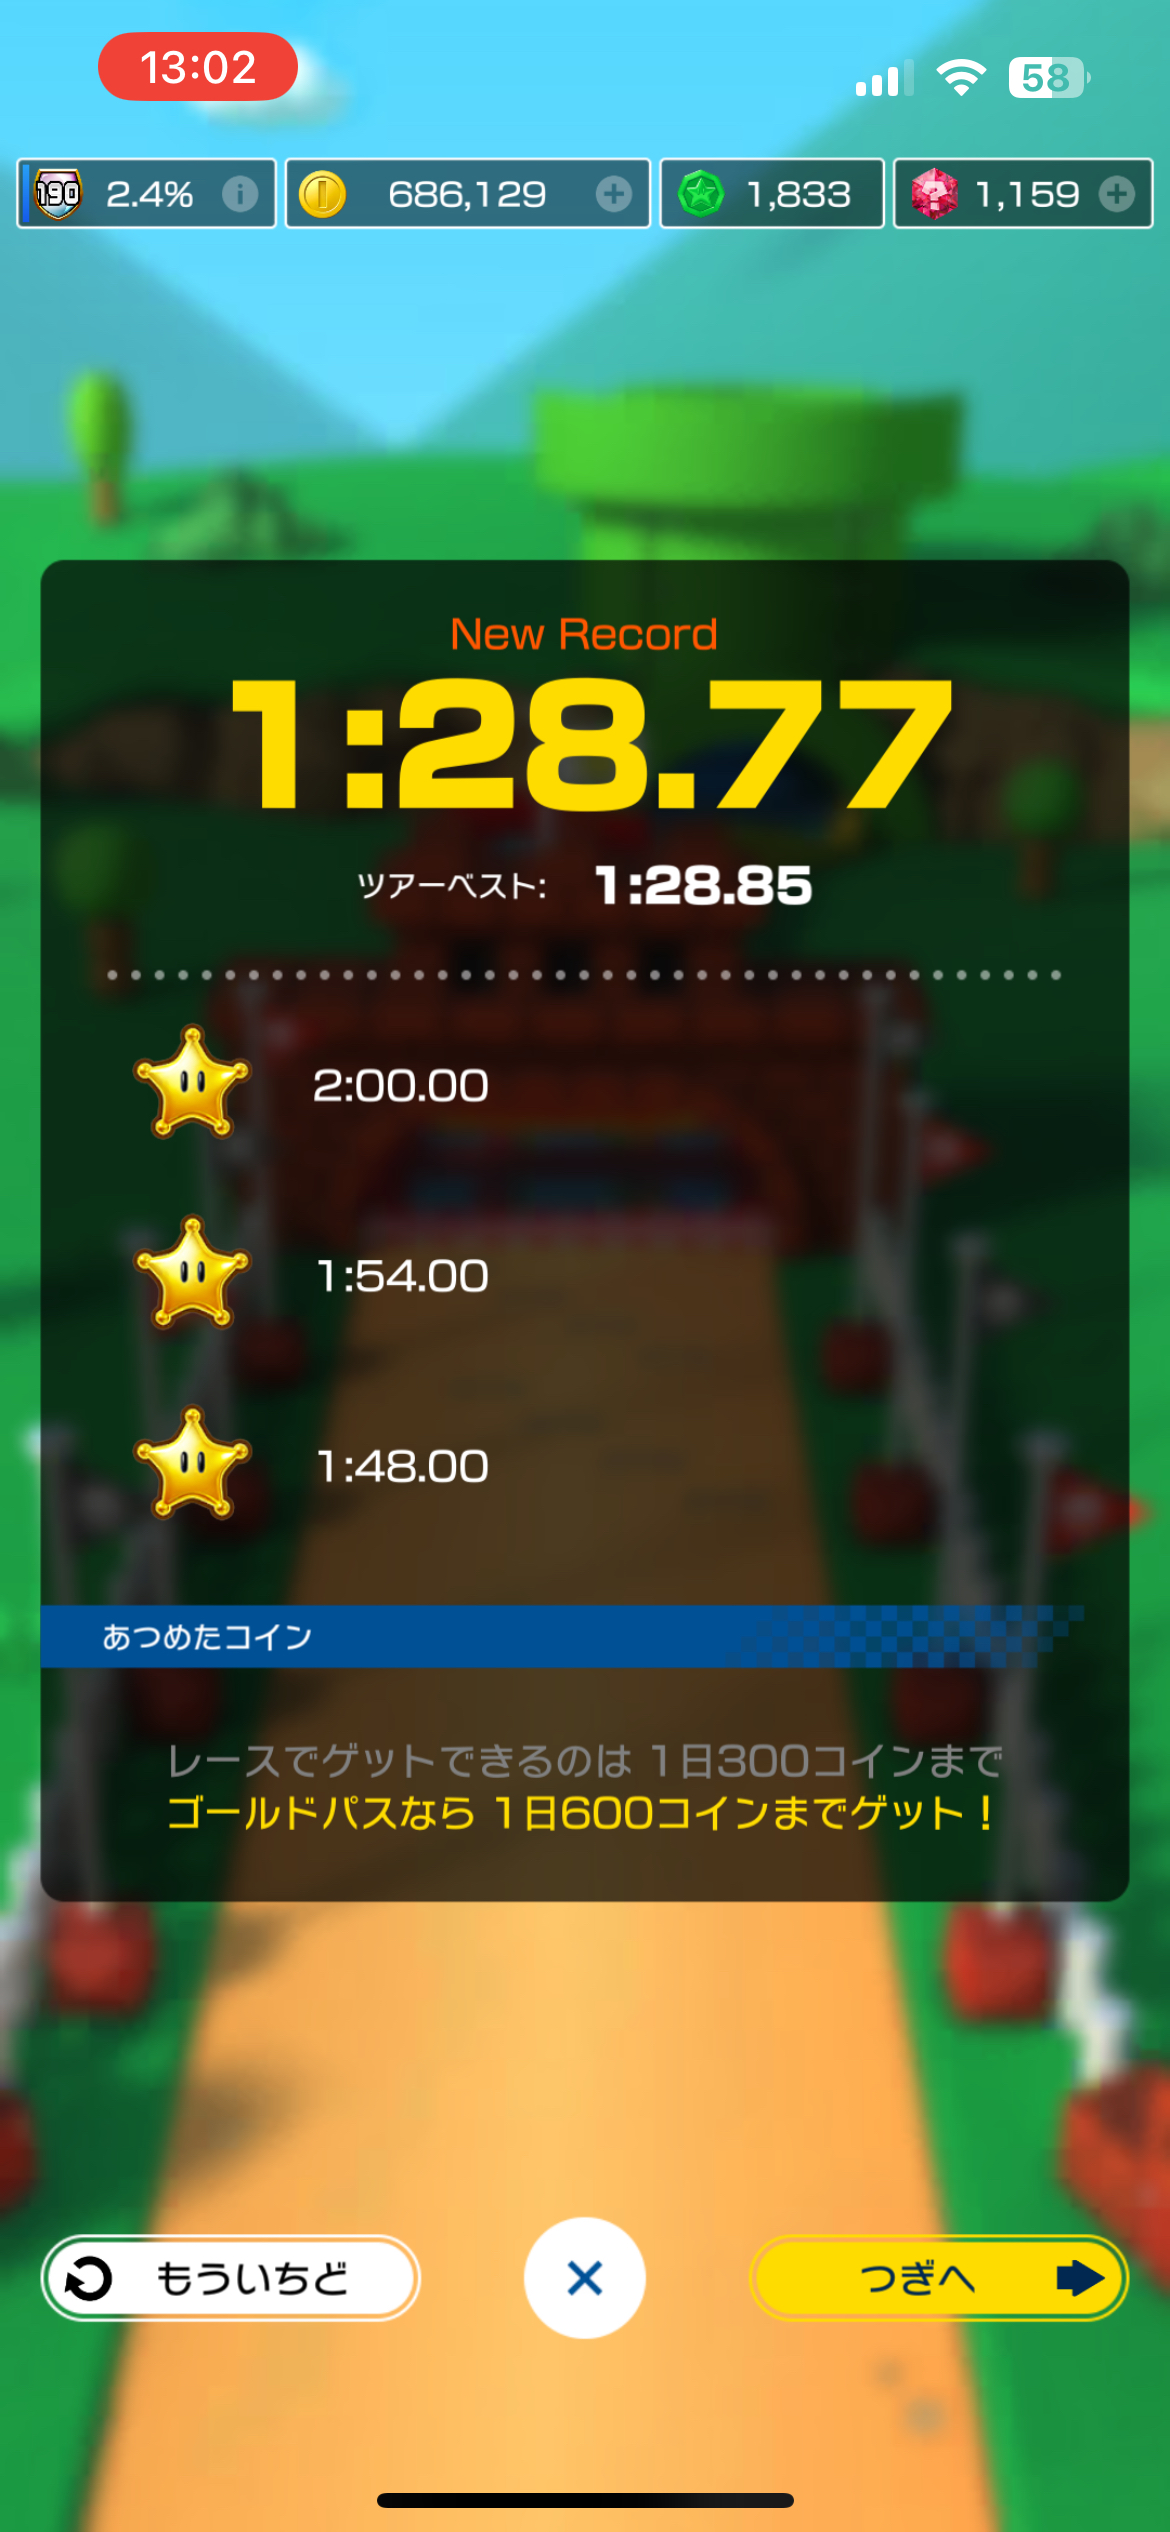 13:02
58
190 2.4% 686,129 1,833 1,159
New Record
1:28.77
ツアーベスト: 1:28.85
2:00.00
1:54.00
1:48.00
あつめたコイン
レースでゲットできるのは 1日300コインまで
ゴールドパスなら 1日600コインまでゲット！
もういちど
つぎへ